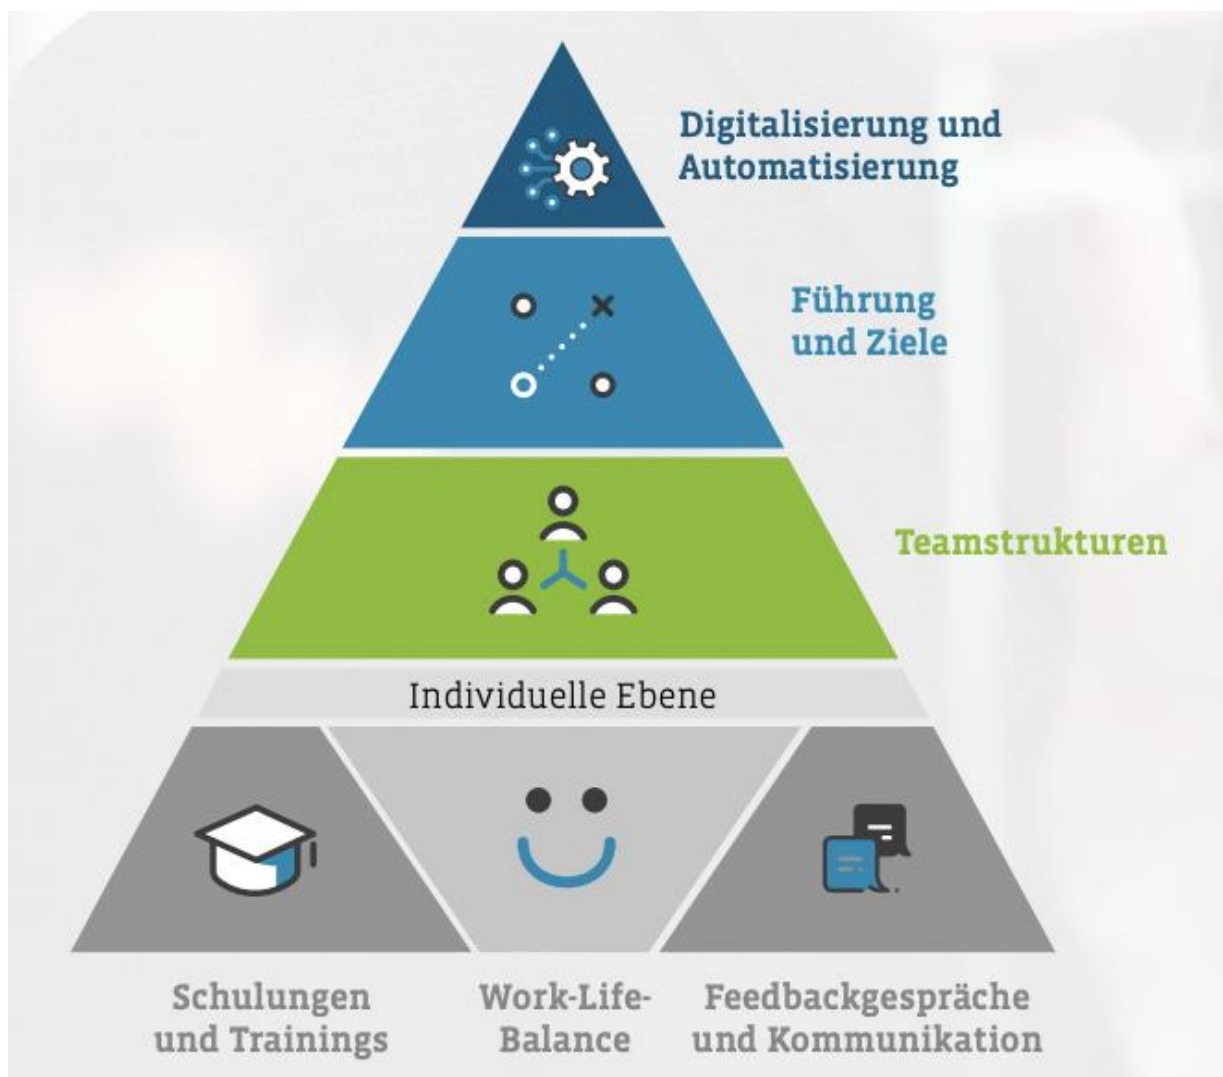 Digitalisierung und
Automatisierung
Führung
und Ziele
Teamstrukturen
Individuelle Ebene
Schulungen
und Trainings
Work-Life-
Balance
Feedbackgespräche
und Kommunikation